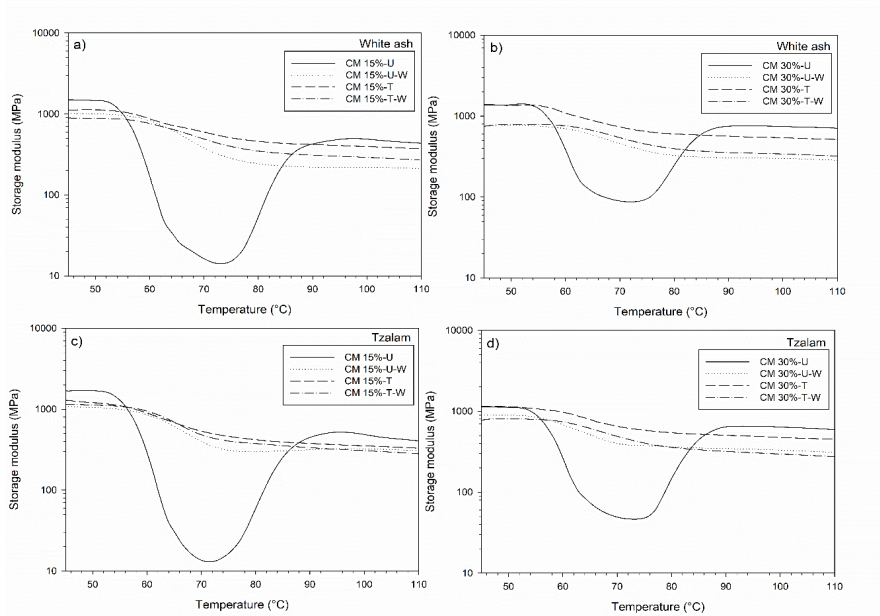 a)
White ash
10000
1000
100
10
Storage modulus (MPa)
CM 15%-U
CM 15%-U-W
CM 15%-T
CM 15%-T-W
50 60 70 80 90 100 110
Temperature (°C)
b)
White ash
10000
1000
100
10
Storage modulus (MPa)
CM 30%-U
CM 30%-U-W
CM 30%-T
CM 30%-T-W
50 60 70 80 90 100 110
Temperature (°C)
c)
Tzalam
10000
1000
100
10
Storage modulus (MPa)
CM 15%-U
CM 15%-U-W
CM 15%-T
CM 15%-T-W
50 60 70 80 90 100 110
Temperature (°C)
d)
Tzalam
10000
1000
100
10
Storage modulus (MPa)
CM 30%-U
CM 30%-U-W
CM 30%-T
CM 30%-T-W
50 60 70 80 90 100 110
Temperature (°C)